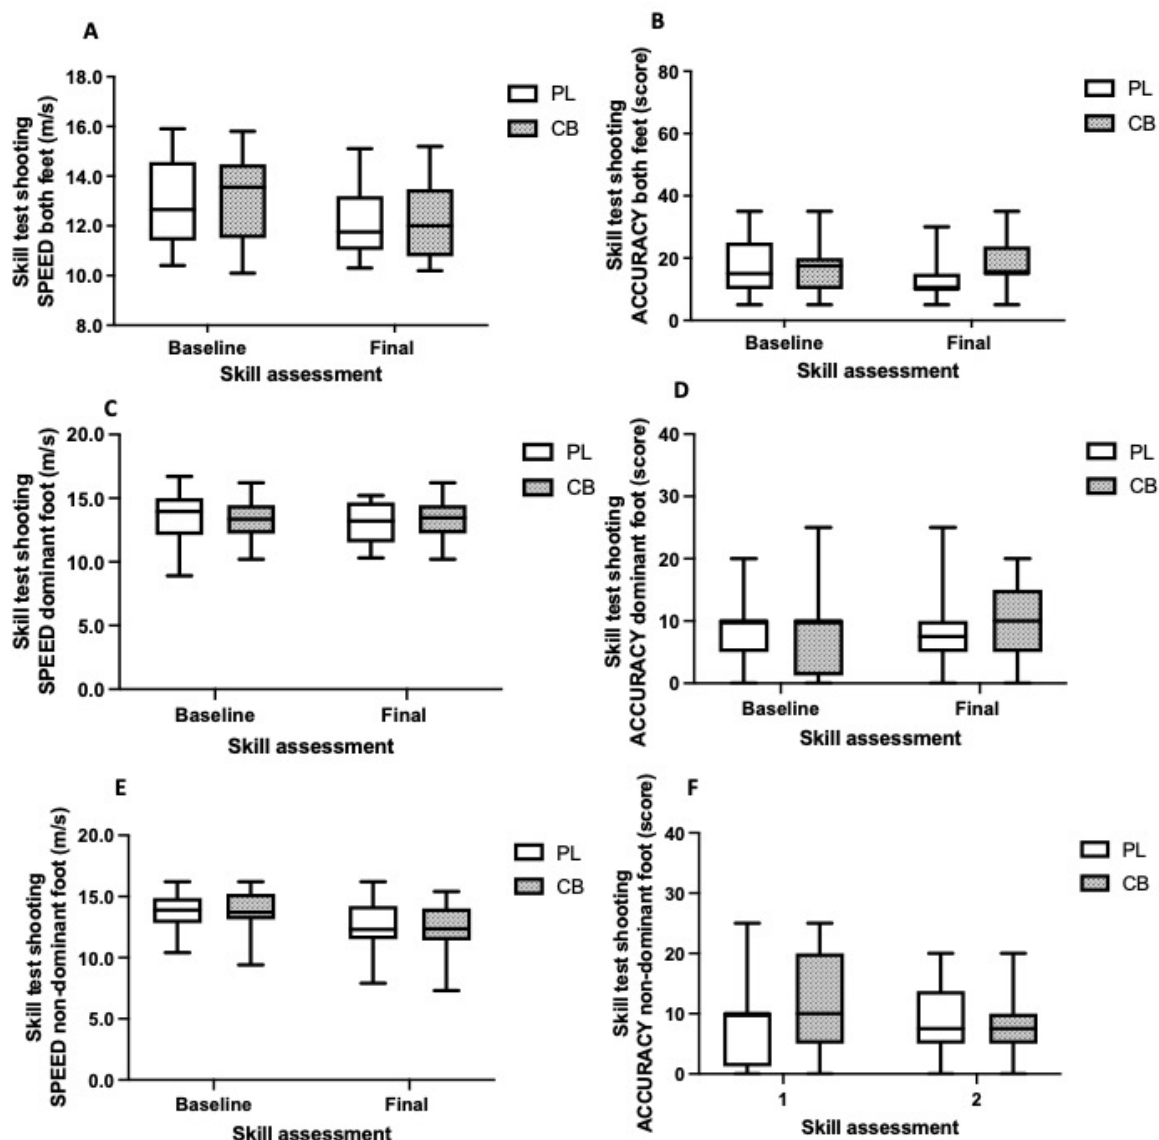 A
Skill test shooting
SPEED both feet (m/s)
18.0
16.0
14.0
12.0
10.0
8.0
Baseline
Final
Skill assessment
PL
CB
B
Skill test shooting
ACCURACY both feet (score)
80
60
40
20
0
Baseline
Final
Skill assessment
PL
CB
C
Skill test shooting
SPEED dominant foot (m/s)
20.0
15.0
10.0
5.0
0.0
Baseline
Final
Skill assessment
PL
CB
D
Skill test shooting
ACCURACY dominant foot (score)
40
30
20
10
0
Baseline
Final
Skill assessment
PL
CB
E
Skill test shooting
SPEED non-dominant foot (m/s)
20.0
15.0
10.0
5.0
0.0
Baseline
Final
Skill assessment
PL
CB
F
Skill test shooting
ACCURACY non-dominant foot (score)
40
30
20
10
0
1
2
Skill assessment
PL
CB